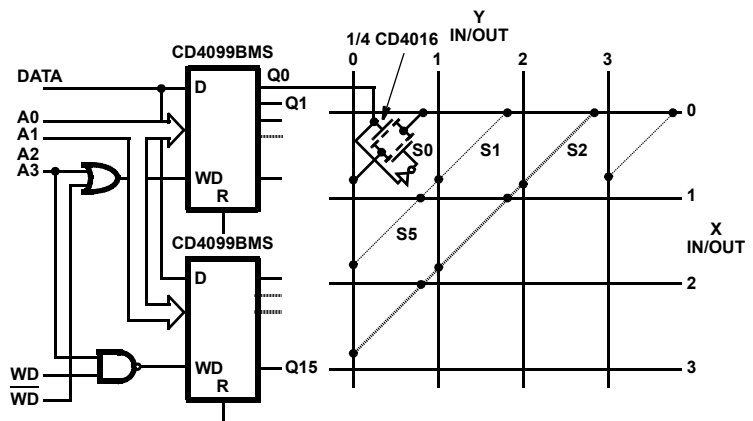 CD4099BMS
DATA
D
Q0
Q1
A0
A1
A2
A3
WD
R
1/4 CD4016
Y
IN/OUT
0
1
2
3
S0
S1
S2
S5
0
1
2
3
X
IN/OUT
CD4099BMS
D
WD
R
Q15
WD
WD